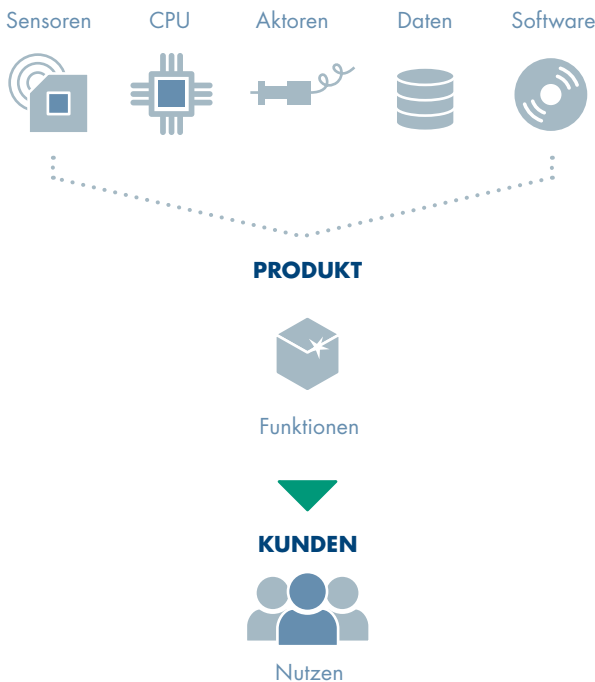 Sensoren CPU Aktoren Daten Software
PRODUKT
Funktionen
KUNDEN
Nutzen